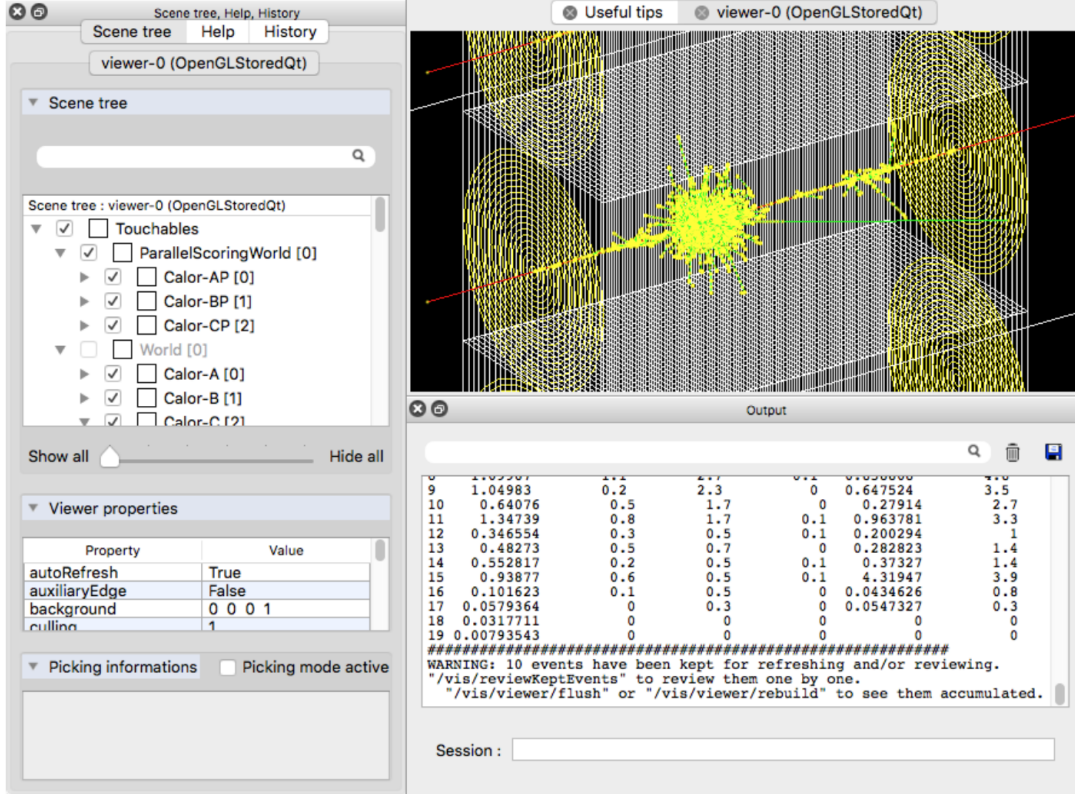 Scene tree, Help, History
Scene tree Help History
viewer-0 (OpenGLStoredQt)
Scene tree
Scene tree : viewer-0 (OpenGLStoredQt)
Touchables
ParallelScoringWorld [0]
Calor-AP [0]
Calor-BP [1]
Calor-CP [2]
World [0]
Calor-A [0]
Calor-B [1]
Calor-C [2]
Show all Hide all
Viewer properties
Property Value
autoRefresh True
auxiliaryEdge False
background 0 0 0 1
culling 1
Picking informations Picking mode active
Useful tips viewer-0 (OpenGLStoredQt)
Output
9 1.04983 0.2 2.3 0 0.647524 3.5
10 0.64076 0.5 1.7 0 0.27914 2.7
11 1.34739 0.8 1.7 0.1 0.963781 3.3
12 0.346554 0.3 0.5 0.1 0.200294 1
13 0.48273 0.5 0.7 0 0.282823 1.4
14 0.552817 0.2 0.5 0.1 0.37327 1.4
15 0.93877 0.6 0.5 0.1 4.31947 3.9
16 0.101623 0.1 0.5 0 0.0434626 0.8
17 0.0579364 0 0.3 0 0.0547327 0.3
18 0.0317711 0 0 0 0 0
19 0.00793543 0 0 0 0 0
############################################################
WARNING: 10 events have been kept for refreshing and/or reviewing.
"/vis/reviewKeptEvents" to review them one by one.
"/vis/viewer/flush" or "/vis/viewer/rebuild" to see them accumulated.
Session :